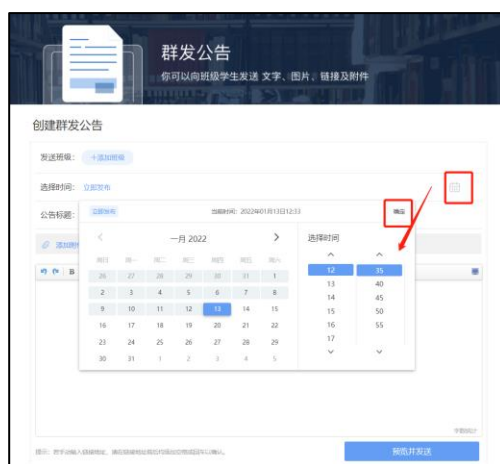 群发公告
你可以向班级学生发送 文字、图片、链接及附件
创建群发公告
发送班级: +添加班级
选择时间: 立即发布
公告标题: 立即发布 当前时间: 2022年01月13日12:33 确定
一月 2022 选择时间
周日 周一 周二 周三 周四 周五 周六
26 27 28 29 30 31 1 12 35
2 3 4 5 6 7 8 13 40
9 10 11 12 13 14 15 14 45
16 17 18 19 20 21 22 15 50
23 24 25 26 27 28 29 16 55
30 31 1 2 3 4 5 17
B
字数统计
预览并发送